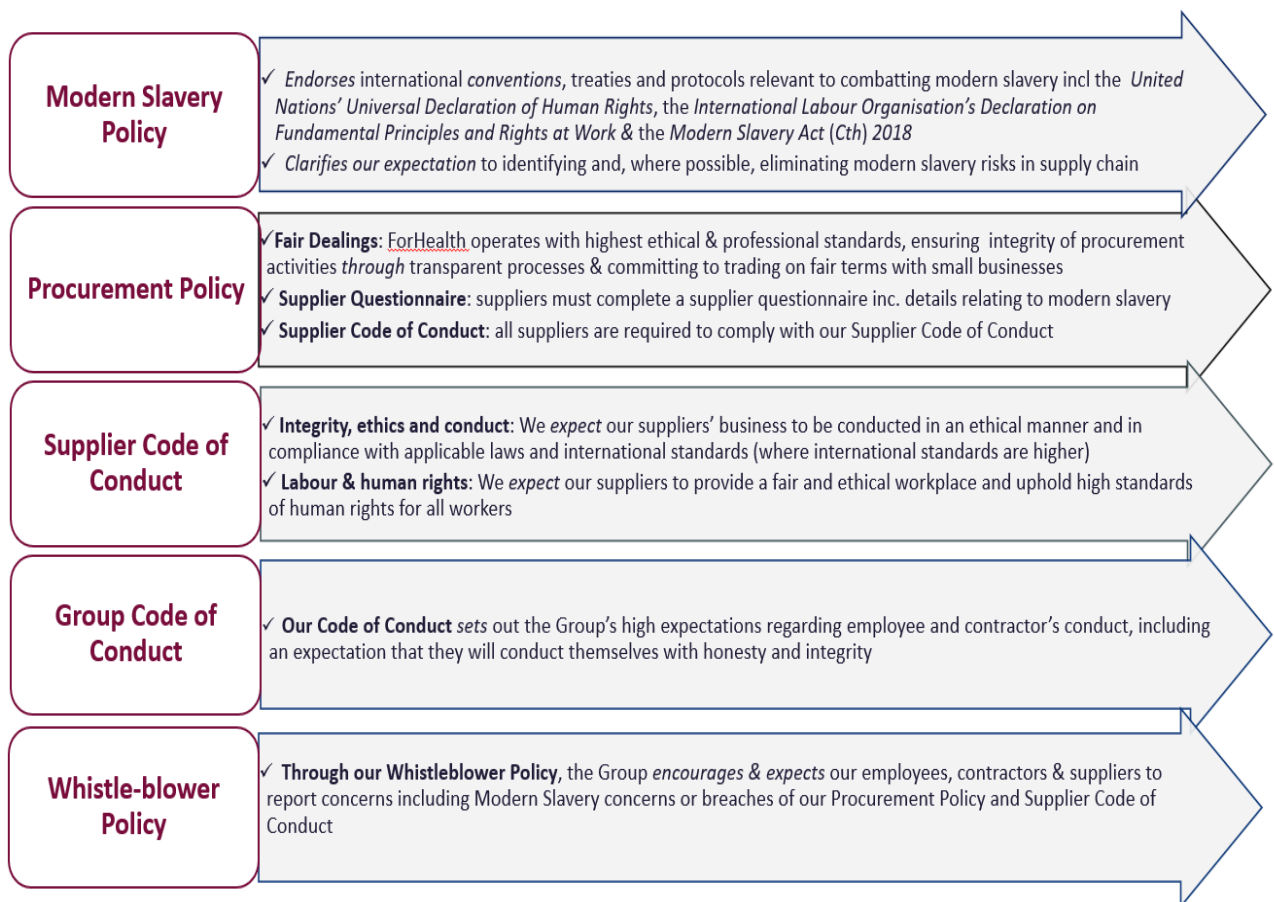 Modern Slavery
Policy
✓ Endorses international conventions, treaties and protocols relevant to combatting modern slavery incl the United
Nations' Universal Declaration of Human Rights, the International Labour Organisation's Declaration on
Fundamental Principles and Rights at Work & the Modern Slavery Act (Cth) 2018
✓ Clarifies our expectation to identifying and, where possible, eliminating modern slavery risks in supply chain
Procurement Policy
✓Fair Dealings: ForHealth operates with highest ethical & professional standards, ensuring integrity of procurement
activities through transparent processes & committing to trading on fair terms with small businesses
✓ Supplier Questionnaire: suppliers must complete a supplier questionnaire inc. details relating to modern slavery
✓ Supplier Code of Conduct: all suppliers are required to comply with our Supplier Code of Conduct
Supplier Code of
Conduct
✓ Integrity, ethics and conduct: We expect our suppliers' business to be conducted in an ethical manner and in
compliance with applicable laws and international standards (where international standards are higher)
✓ Labour & human rights: We expect our suppliers to provide a fair and ethical workplace and uphold high standards
of human rights for all workers
Group Code of
Conduct
✓ Our Code of Conduct sets out the Group's high expectations regarding employee and contractor's conduct, including
an expectation that they will conduct themselves with honesty and integrity
Whistle-blower
Policy
✓ Through our Whistleblower Policy, the Group encourages & expects our employees, contractors & suppliers to
report concerns including Modern Slavery concerns or breaches of our Procurement Policy and Supplier Code of
Conduct